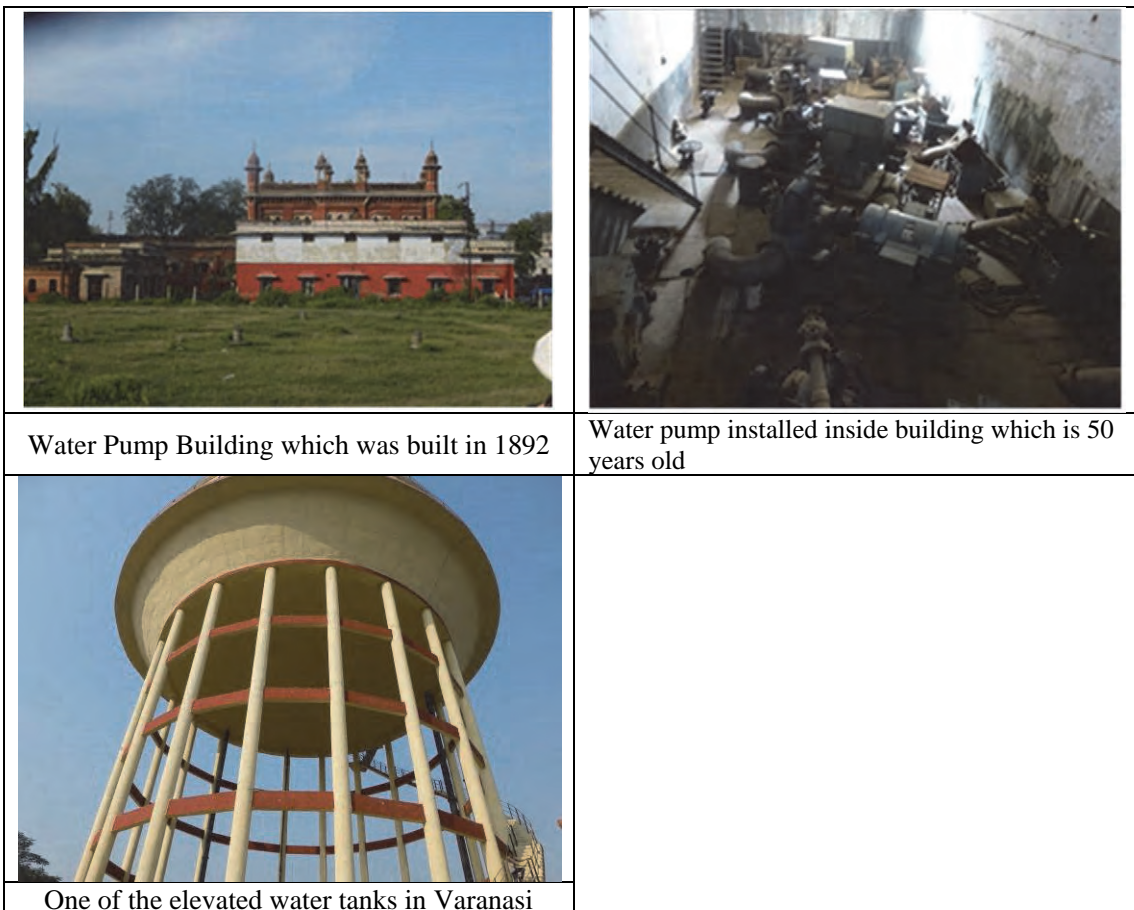 Water Pump Building which was built in 1892
Water pump installed inside building which is 50
years old
One of the elevated water tanks in Varanasi